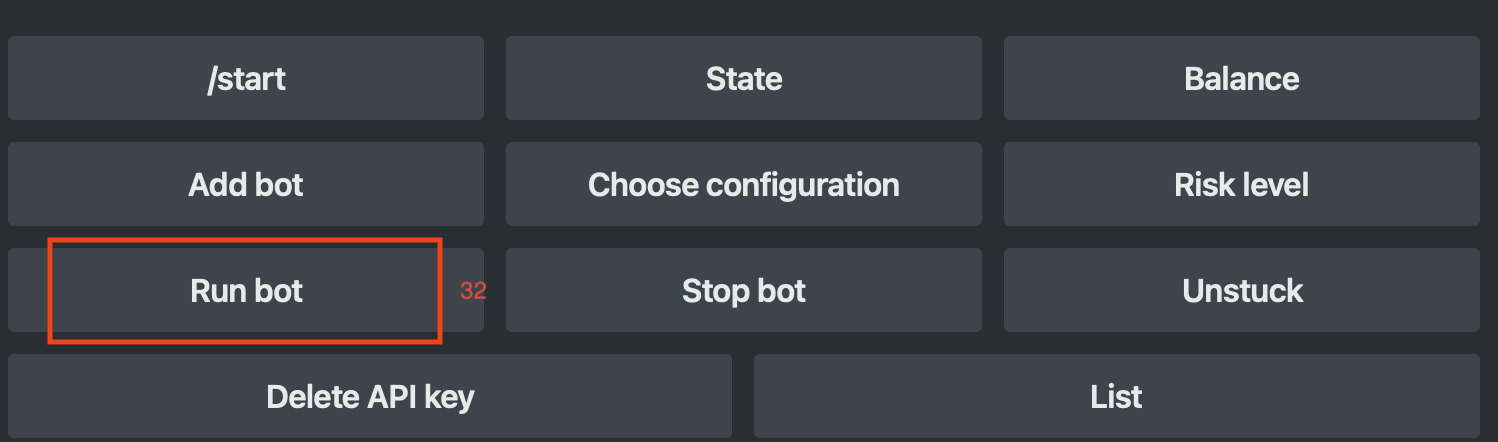 /start State Balance
Add bot Choose configuration Risk level
Run bot 32 Stop bot Unstuck
Delete API key List